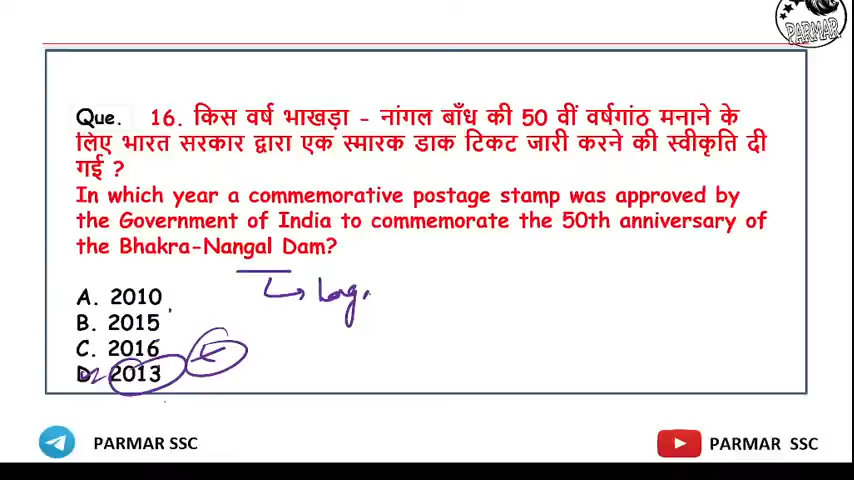 PARMAR
Que. 16. किस वर्ष भाखड़ा - नांगल बाँध की 50 वीं वर्षगांठ मनाने के
लिए भारत सरकार द्वारा एक स्मारक डाक टिकट जारी करने की स्वीकृति दी
गई ?
In which year a commemorative postage stamp was approved by
the Government of India to commemorate the 50th anniversary of
the Bhakra-Nangal Dam?
A. 2010
B. 2015
C. 2016
D. 2013
PARMAR SSC
PARMAR SSC